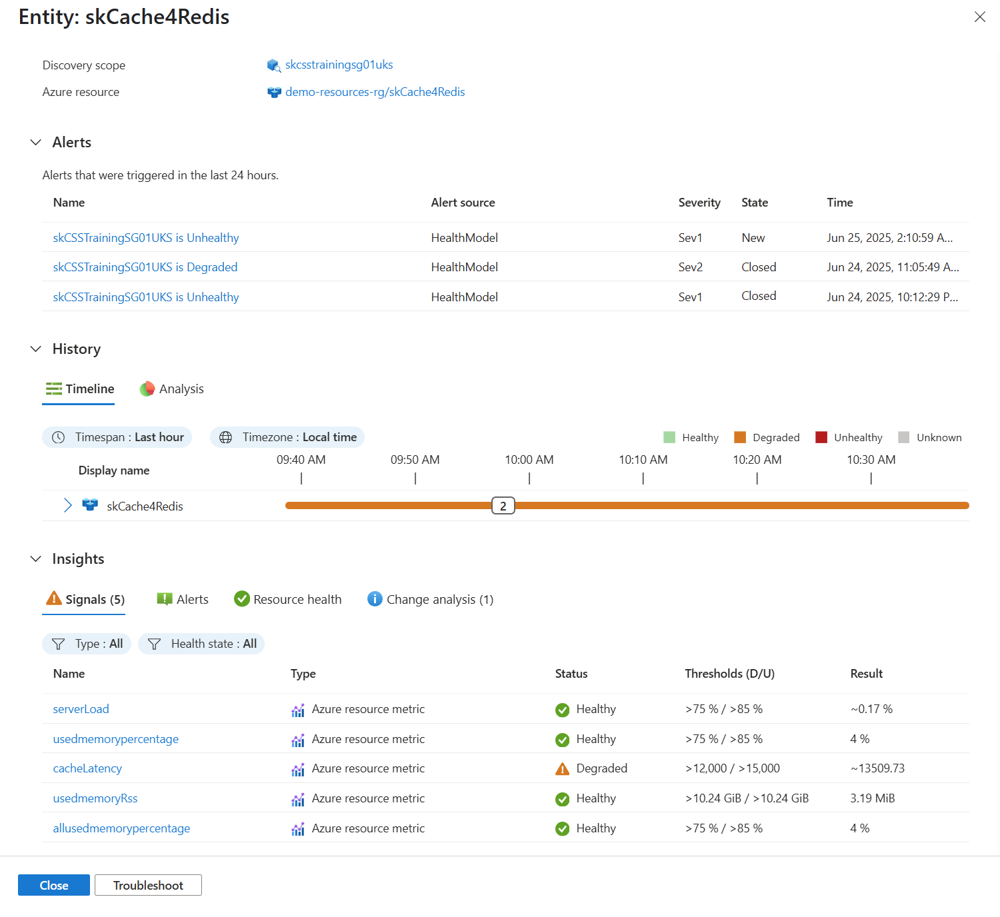 Entity: skCache4Redis
Discovery scope skcsstrainingsg01uks
Azure resource demo-resources-rg/skCache4Redis
Alerts
Alerts that were triggered in the last 24 hours.
Name Alert source Severity State Time
skCSSTrainingSG01UKS is Unhealthy HealthModel Sev1 New Jun 25, 2025, 2:10:59 A...
skCSSTrainingSG01UKS is Degraded HealthModel Sev2 Closed Jun 24, 2025, 11:05:49 A...
skCSSTrainingSG01UKS is Unhealthy HealthModel Sev1 Closed Jun 24, 2025, 10:12:29 P...
History
Timeline Analysis
Timespan : Last hour Timezone : Local time Healthy Degraded Unhealthy Unknown
09:40 AM 09:50 AM 10:00 AM 10:10 AM 10:20 AM 10:30 AM
Display name
skCache4Redis 2
Insights
Signals (5) Alerts Resource health Change analysis (1)
Type : All Health state : All
Name Type Status Thresholds (D/U) Result
serverLoad Azure resource metric Healthy >75 % / >85 % ~0.17 %
usedmemorypercentage Azure resource metric Healthy >75 % / >85 % 4 %
cacheLatency Azure resource metric Degraded >12,000 / >15,000 ~13509.73
usedmemoryRss Azure resource metric Healthy >10.24 GiB / >10.24 GiB 3.19 MiB
allusedmemorypercentage Azure resource metric Healthy >75 % / >85 % 4 %
Close Troubleshoot